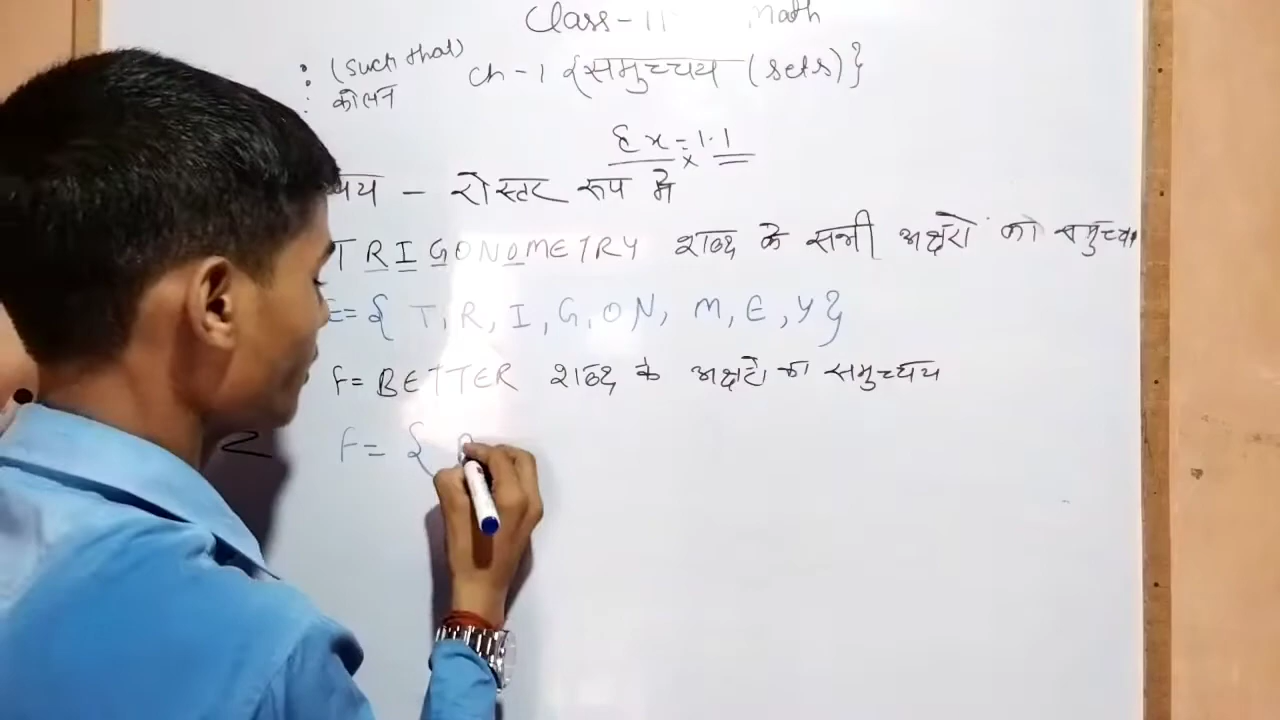 Class-11 Math
: (such that)
: कोलन
Ch-1 {समुच्चय (sets)}
Ex = 1.1
चय - रोस्टर रूप में
TRIGONOMETRY शब्द के सभी अक्षरों का समुच्चय
E= { T, R, I, G, O N, M, E, Y}
F= BETTER शब्द के अक्षरों का समुच्चय
F= {